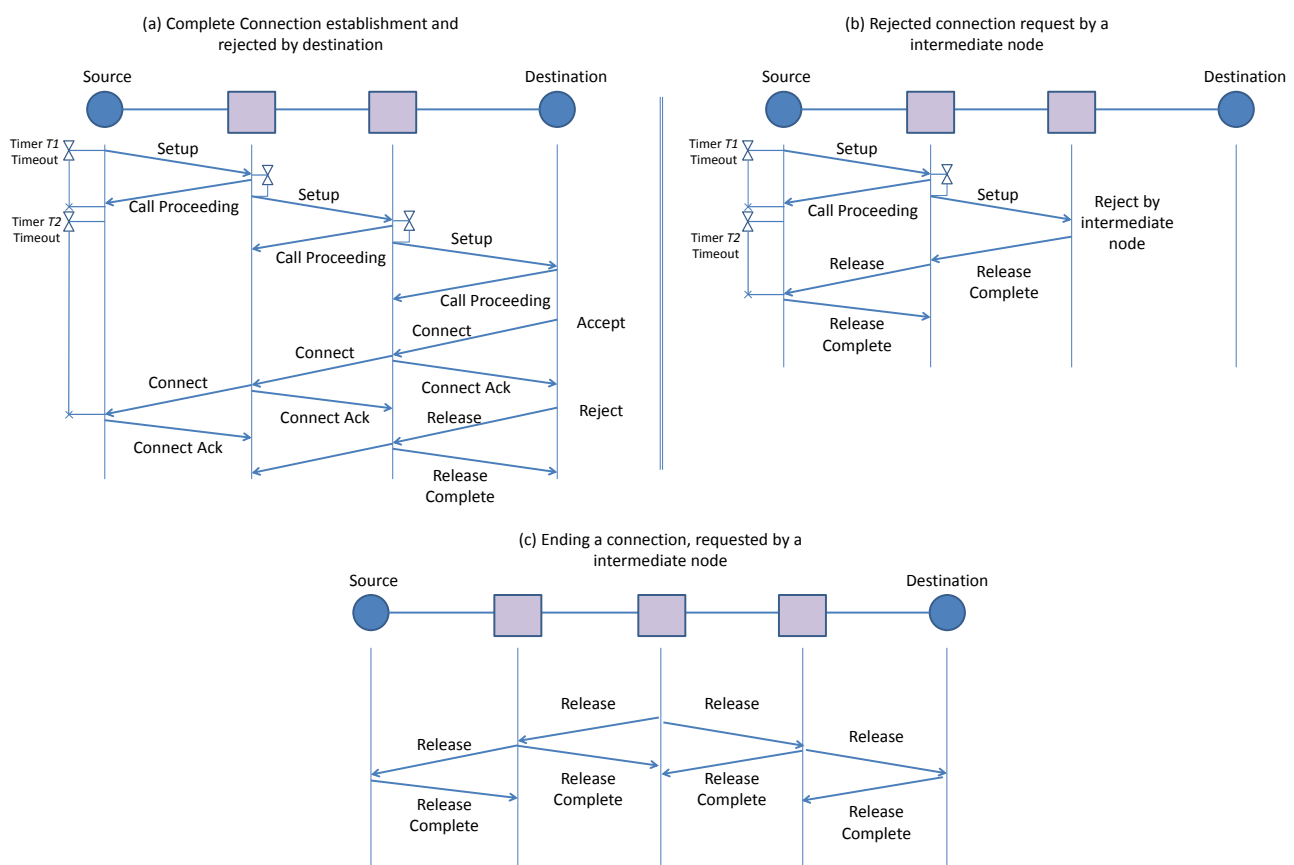 (a) Complete Connection establishment and
rejected by destination
Source
Destination
Timer T1
Timeout
Setup
Call Proceeding
Timer T2
Timeout
Setup
Call Proceeding
Setup
Call Proceeding
Accept
Connect
Connect
Connect
Connect Ack
Connect Ack
Connect Ack
Reject
Release
Release
Complete
(b) Rejected connection request by a
intermediate node
Source
Destination
Timer T1
Timeout
Setup
Call Proceeding
Timer T2
Timeout
Setup
Reject by
intermediate
node
Release
Release
Complete
Release
Complete
(c) Ending a connection, requested by a
intermediate node
Source
Destination
Release
Release
Release
Release
Release
Complete
Release
Complete
Release
Complete
Release
Complete